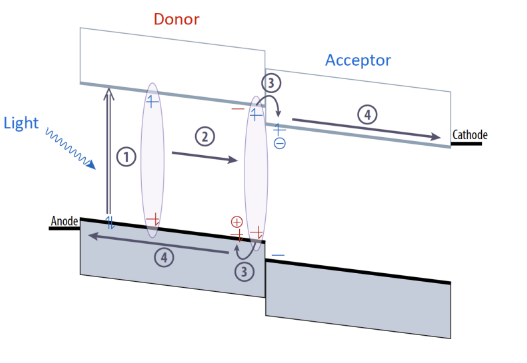 Donor
Acceptor
Light
Cathode
Anode
1
2
3
4
4
3
+
−